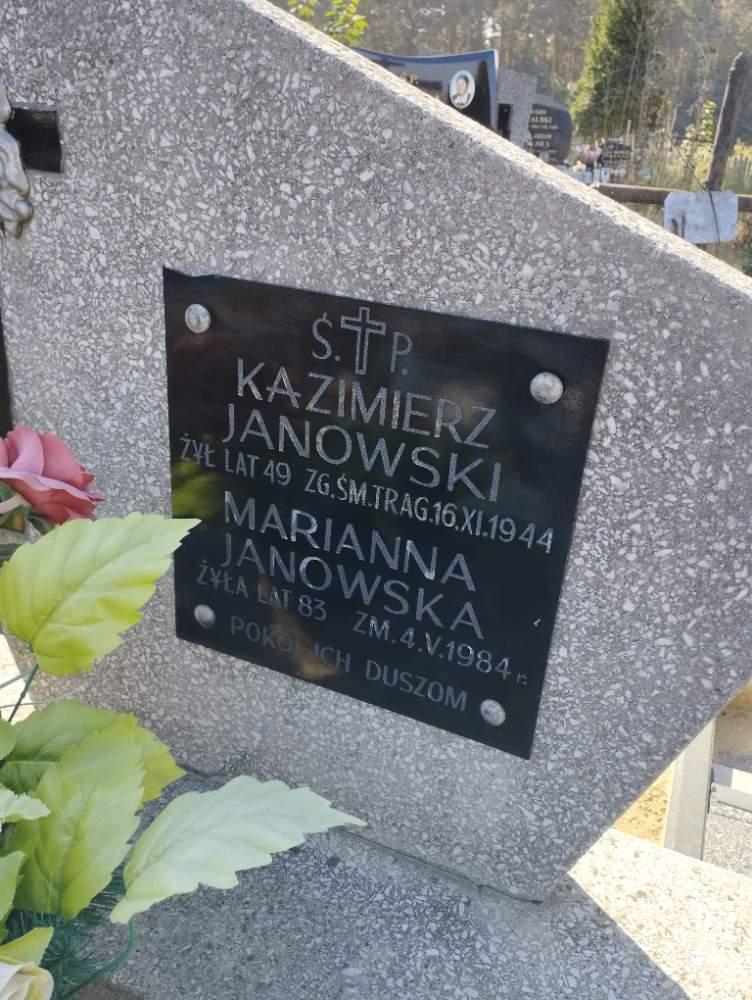 Ś.✝P.
KAZIMIERZ
JANOWSKI
ŻYŁ LAT 49 ZG.ŚM.TRAG.16.XI.1944
MARIANNA
JANOWSKA
ŻYŁA LAT 83 ZM.4.V.1984 r.
POKÓJ ICH DUSZOM